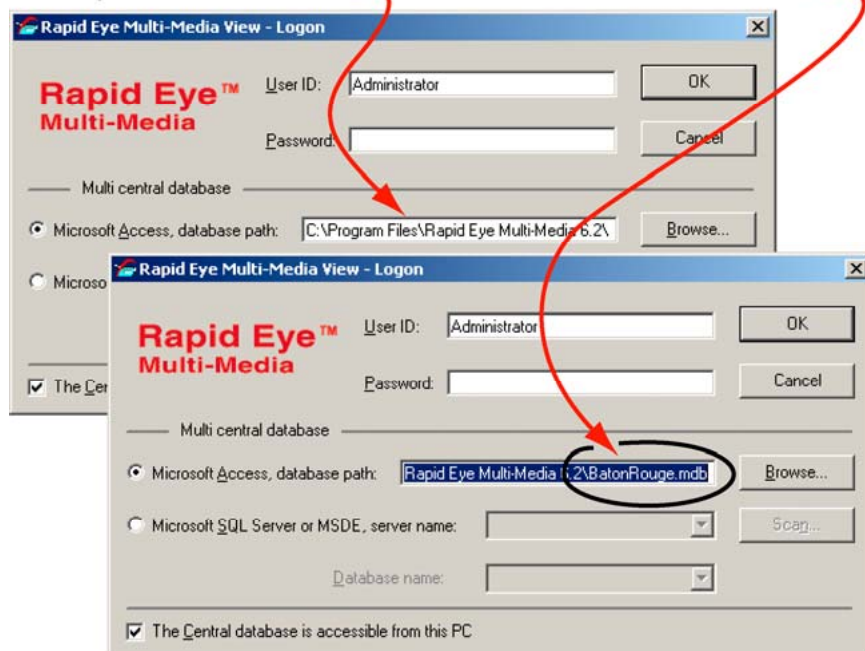 Rapid Eye Multi-Media View - Logon
Rapid Eye™
Multi-Media
User ID: Administrator
OK
Password:
Cancel
Multi central database
Microsoft Access, database path: C:\Program Files\Rapid Eye Multi-Media 6.2\
Browse...
Microso
The Cer
Rapid Eye Multi-Media View - Logon
Rapid Eye™
Multi-Media
User ID: Administrator
OK
Password:
Cancel
Multi central database
Microsoft Access, database path: Rapid Eye Multi-Media 6.2\BatonRouge.mdb
Browse...
Microsoft SQL Server or MSDE, server name:
Scan...
Database name:
The Central database is accessible from this PC